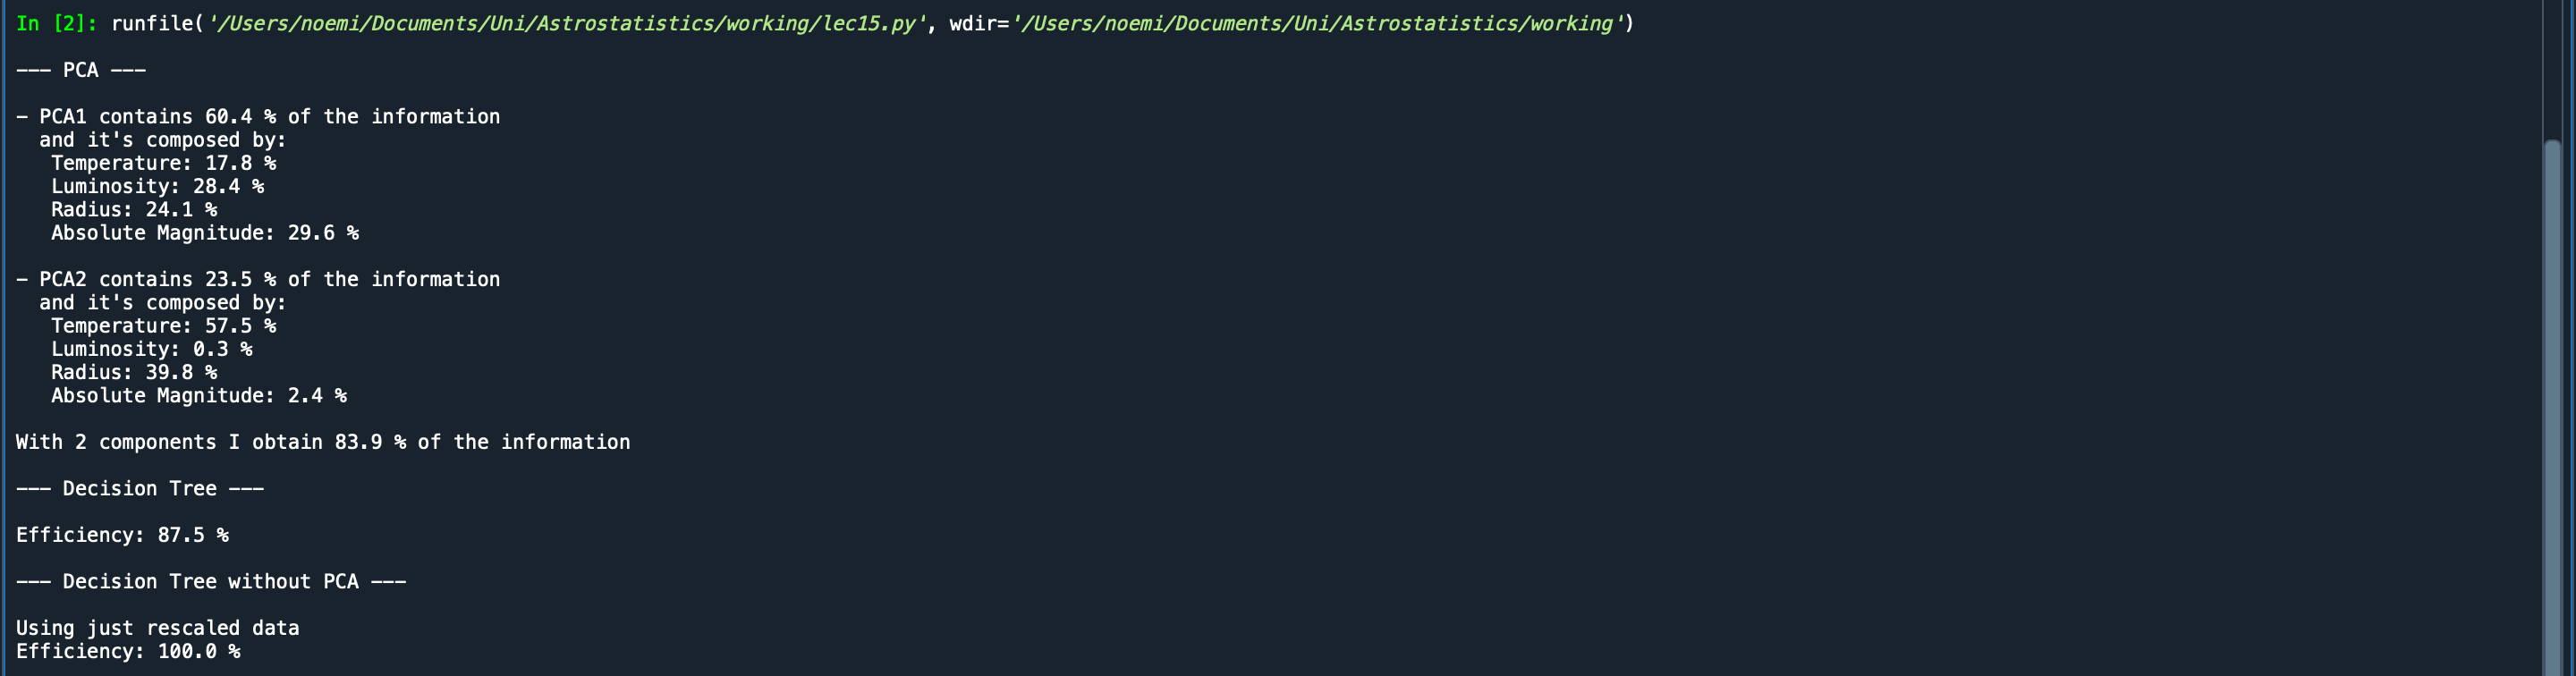 In [2]: runfile('/Users/noemi/Documents/Uni/Astrostatistics/working/lec15.py', wdir='/Users/noemi/Documents/Uni/Astrostatistics/working')
--- PCA ---
- PCA1 contains 60.4 % of the information
and it's composed by:
Temperature: 17.8 %
Luminosity: 28.4 %
Radius: 24.1 %
Absolute Magnitude: 29.6 %
- PCA2 contains 23.5 % of the information
and it's composed by:
Temperature: 57.5 %
Luminosity: 0.3 %
Radius: 39.8 %
Absolute Magnitude: 2.4 %
With 2 components I obtain 83.9 % of the information
--- Decision Tree ---
Efficiency: 87.5 %
--- Decision Tree without PCA ---
Using just rescaled data
Efficiency: 100.0 %